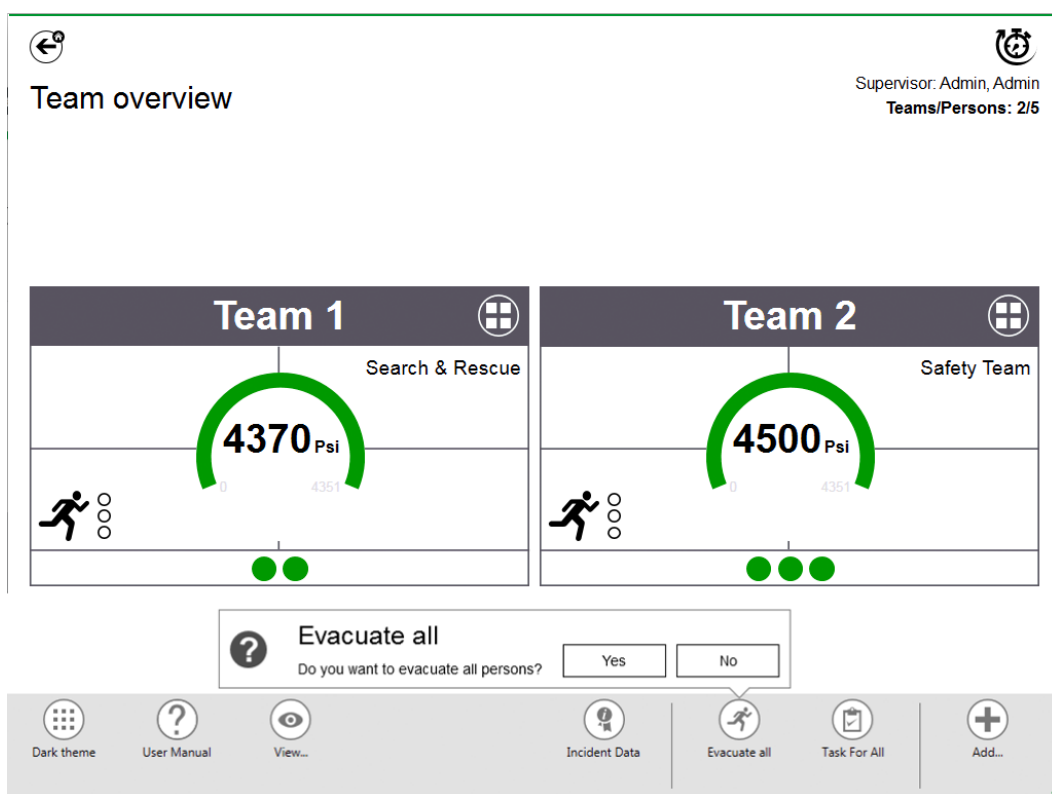 Team overview
Supervisor: Admin, Admin
Teams/Persons: 2/5
Team 1
Search & Rescue
4370 Psi
0 4351
Team 2
Safety Team
4500 Psi
0 4351
Evacuate all
Do you want to evacuate all persons?
Yes
No
Dark theme
User Manual
View...
Incident Data
Evacuate all
Task For All
Add...